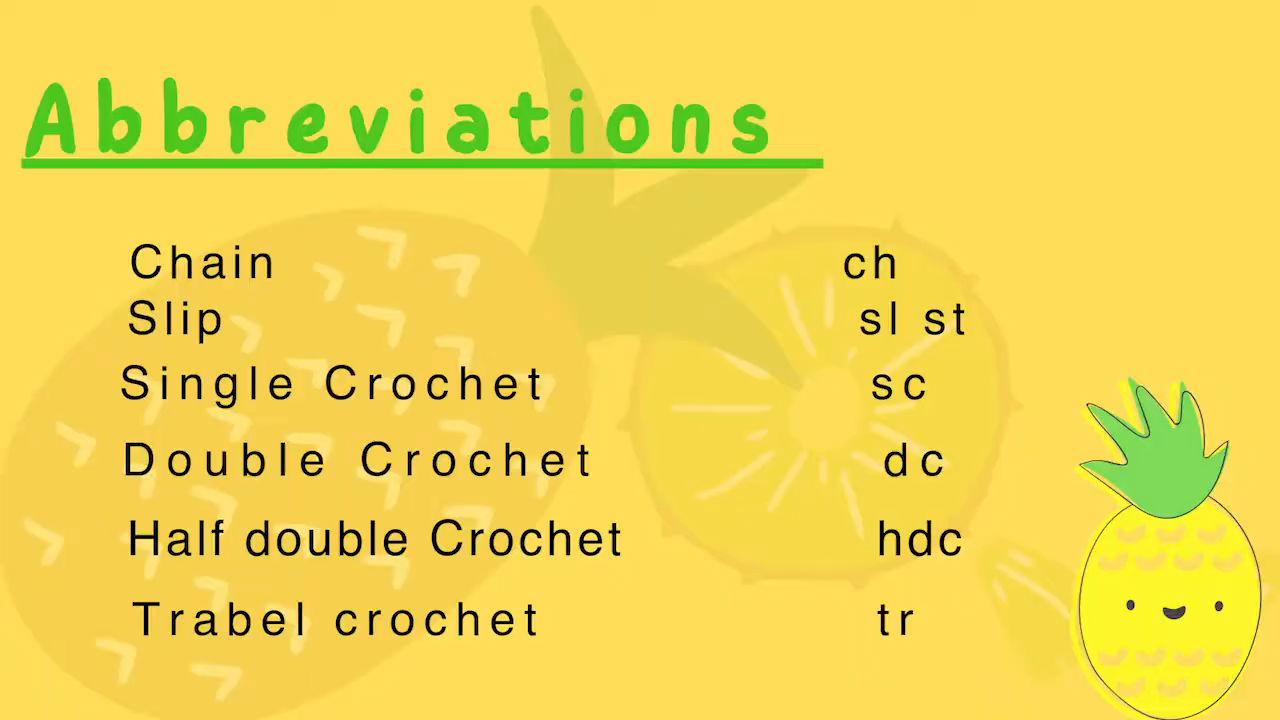 Abbreviations
Chain ch
Slip sl st
Single Crochet sc
Double Crochet dc
Half double Crochet hdc
Trabel crochet tr